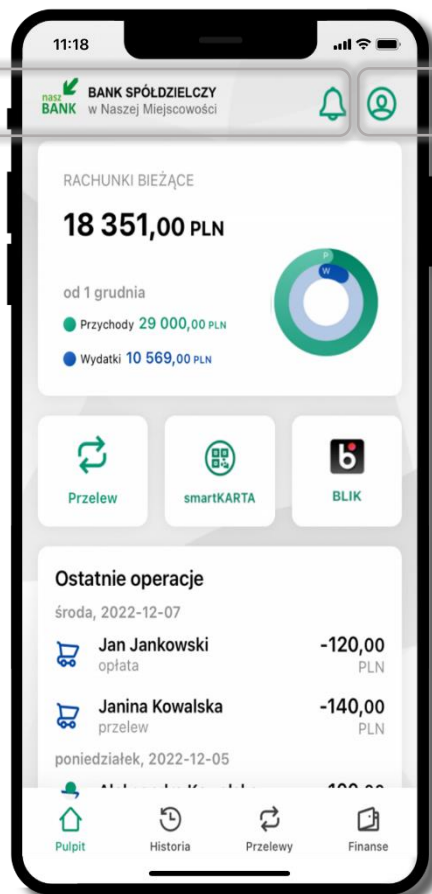 11:18
nasz BANK
BANK SPÓŁDZIELCZY
w Naszej Miejscowości
RACHUNKI BIEŻĄCE
18 351,00 PLN
od 1 grudnia
Przychody 29 000,00 PLN
Wydatki 10 569,00 PLN
P
W
Przelew
smartKARTA
BLIK
Ostatnie operacje
środa, 2022-12-07
Jan Jankowski -120,00
opłata PLN
Janina Kowalska -140,00
przelew PLN
poniedziałek, 2022-12-05
Pulpit
Historia
Przelewy
Finanse